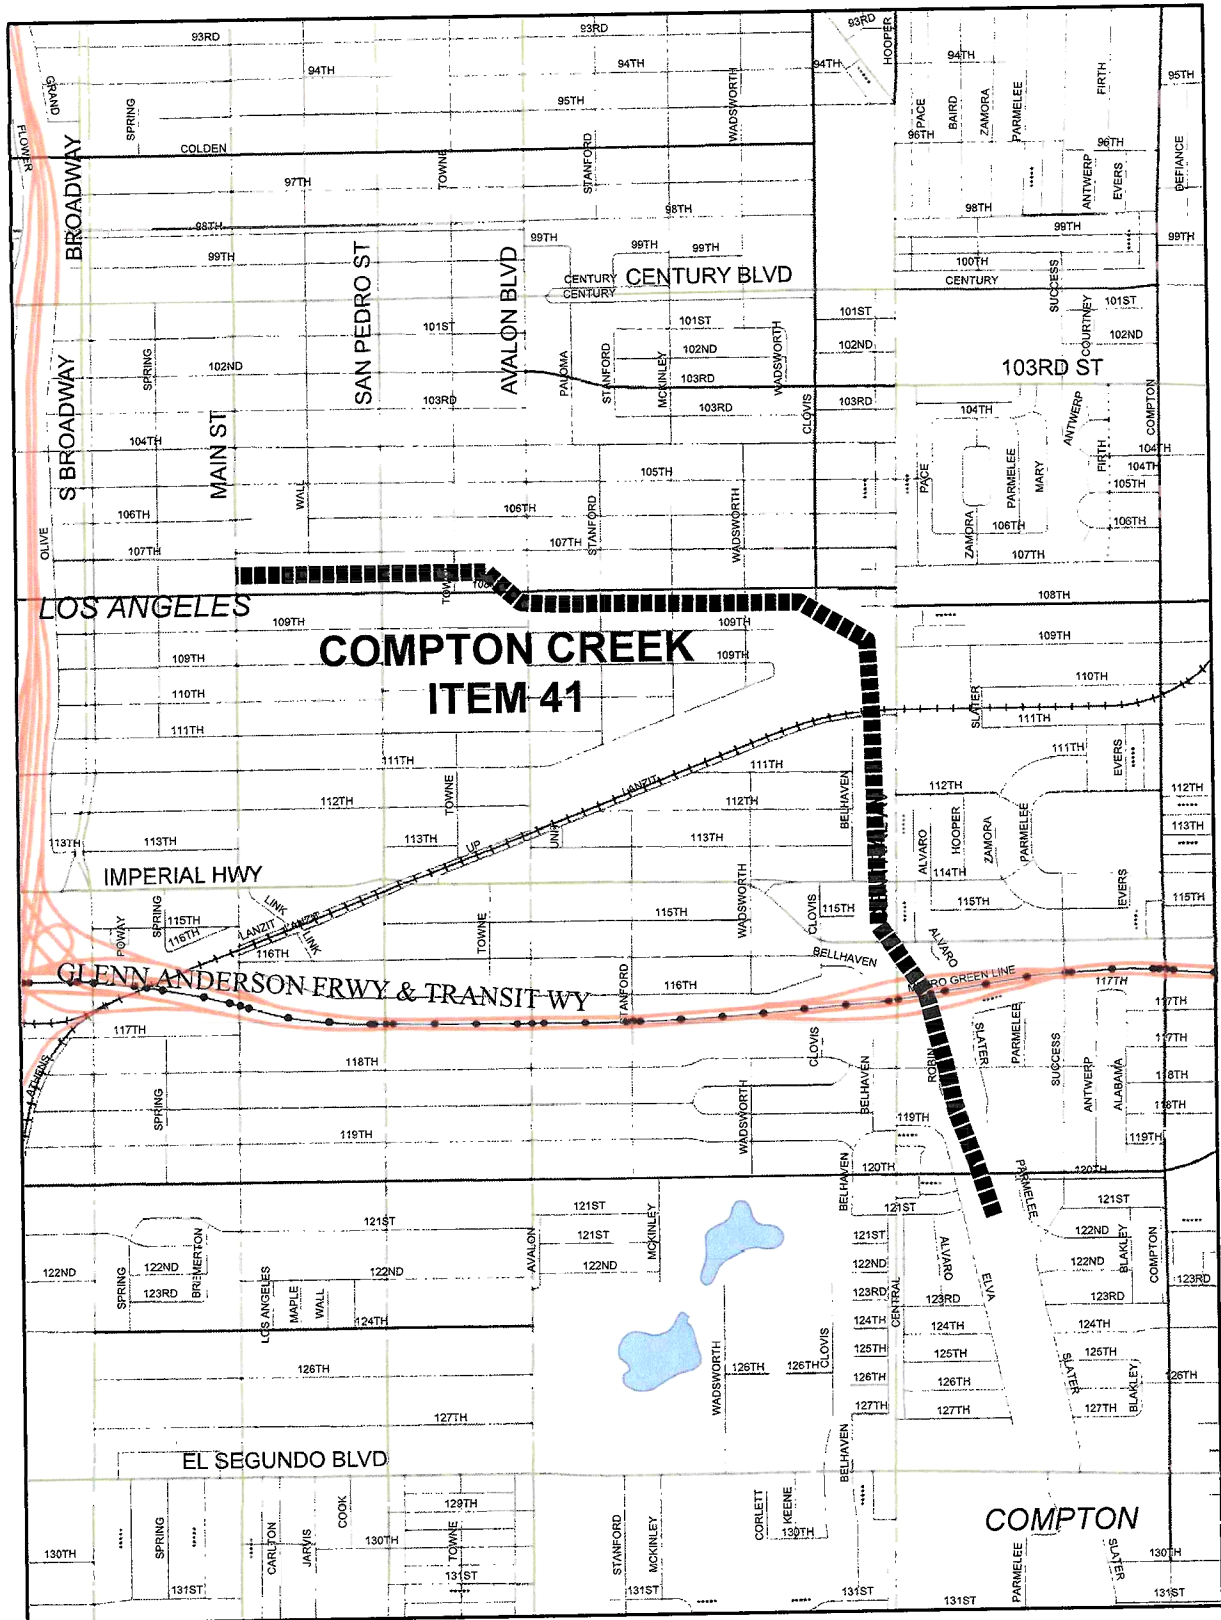 93RD
93RD
93RD
HOOPER
94TH
94TH
94TH
94TH
95TH
GRAND
SPRING
95TH
WADSWORTH
PACE
BAIRD
ZAMORA
PARMELEE
FIRTH
96TH
96TH
FLOWER
BROADWAY
COLDEN
TOWNE
STANFORD
ANTWERP
EVERS
DEFIANCE
97TH
98TH
98TH
98TH
99TH
99TH
99TH
99TH
99TH
99TH
100TH
SAN PEDRO ST
AVALON BLVD
CENTURY
CENTURY
CENTURY BLVD
CENTURY
SUCCESS
101ST
101ST
101ST
101ST
COURTNEY
S BROADWAY
SPRING
102ND
102ND
102ND
102ND
PALOMA
STANFORD
MCKINLEY
WADSWORTH
103RD
103RD ST
103RD
103RD
103RD
CLOVIS
MAIN ST
104TH
104TH
ANTWERP
COMPTON
104TH
104TH
FIRTH
105TH
105TH
WALL
PACE
PARMELEE
MARY
106TH
106TH
STANFORD
WADSWORTH
ZAMORA
106TH
106TH
OLIVE
107TH
107TH
107TH
LOS ANGELES
108TH
109TH
109TH
109TH
COMPTON CREEK
ITEM 41
109TH
109TH
110TH
110TH
SLATER
111TH
111TH
111TH
111TH
111TH
EVERS
TOWNE
LANZIT
BELHAVEN
112TH
112TH
112TH
112TH
113TH
113TH
113TH
UNIT
113TH
113TH
UP
ALVARO
HOOPER
ZAMORA
PARMELEE
IMPERIAL HWY
114TH
WADSWORTH
CLOVIS
EVERS
LINK
LANZIT
LANZIT
LINK
POWAY
SPRING
115TH
115TH
115TH
115TH
115TH
116TH
116TH
116TH
TOWNE
BELLHAVEN
ALVARO
GLENN ANDERSON FRWY & TRANSIT WY
METRO GREEN LINE
STANFORD
117TH
117TH
117TH
117TH
ATHENS
CLOVIS
SLATER
PARMELEE
SUCCESS
ROBIN
118TH
118TH
118TH
SPRING
WADSWORTH
BELHAVEN
ANTWERP
ALABAMA
119TH
119TH
119TH
120TH
120TH
BELHAVEN
PARMELEE
121ST
121ST
121ST
121ST
121ST
121ST
MCKINLEY
SPRING
BREMERTON
AVALON
122ND
122ND
122ND
122ND
122ND
122ND
122ND
BLAKLEY
COMPTON
LOS ANGELES
MAPLE
WALL
CENTRAL
ALVARO
ELVA
123RD
123RD
123RD
123RD
123RD
124TH
124TH
124TH
124TH
WADSWORTH
CLOVIS
125TH
125TH
125TH
126TH
126TH
126TH
126TH
126TH
126TH
SLATER
BLAKLEY
127TH
127TH
127TH
127TH
EL SEGUNDO BLVD
BELHAVEN
SPRING
CARLTON
JARVIS
COOK
129TH
TOWNE
STANFORD
MCKINLEY
CORLETT
KEENE
COMPTON
130TH
130TH
130TH
130TH
PARMELEE
SLATER
131ST
131ST
131ST
131ST
131ST
131ST